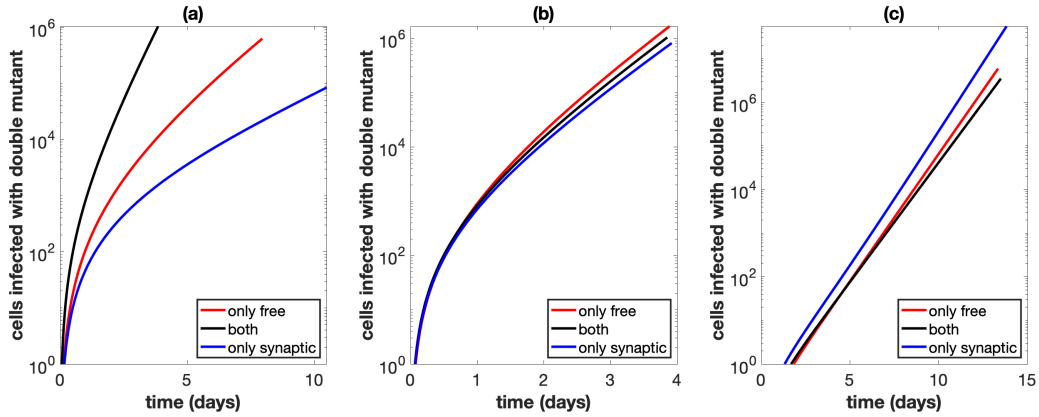 (a)
cells infected with double mutant
10^6
10^4
10^2
10^0
0
5
10
time (days)
only free
both
only synaptic
(b)
cells infected with double mutant
10^6
10^4
10^2
10^0
0
1
2
3
4
time (days)
only free
both
only synaptic
(c)
cells infected with double mutant
10^6
10^4
10^2
10^0
0
5
10
15
time (days)
only free
both
only synaptic